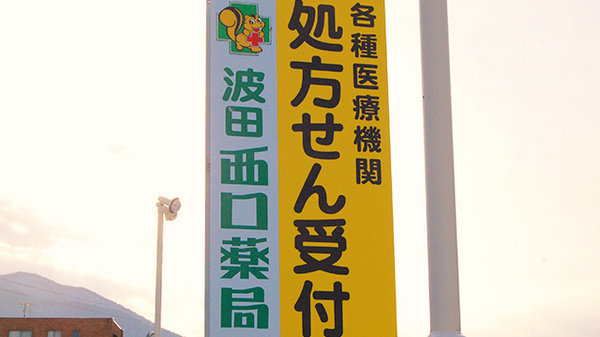 各種医療機関
処方せん受付
波田西口薬局